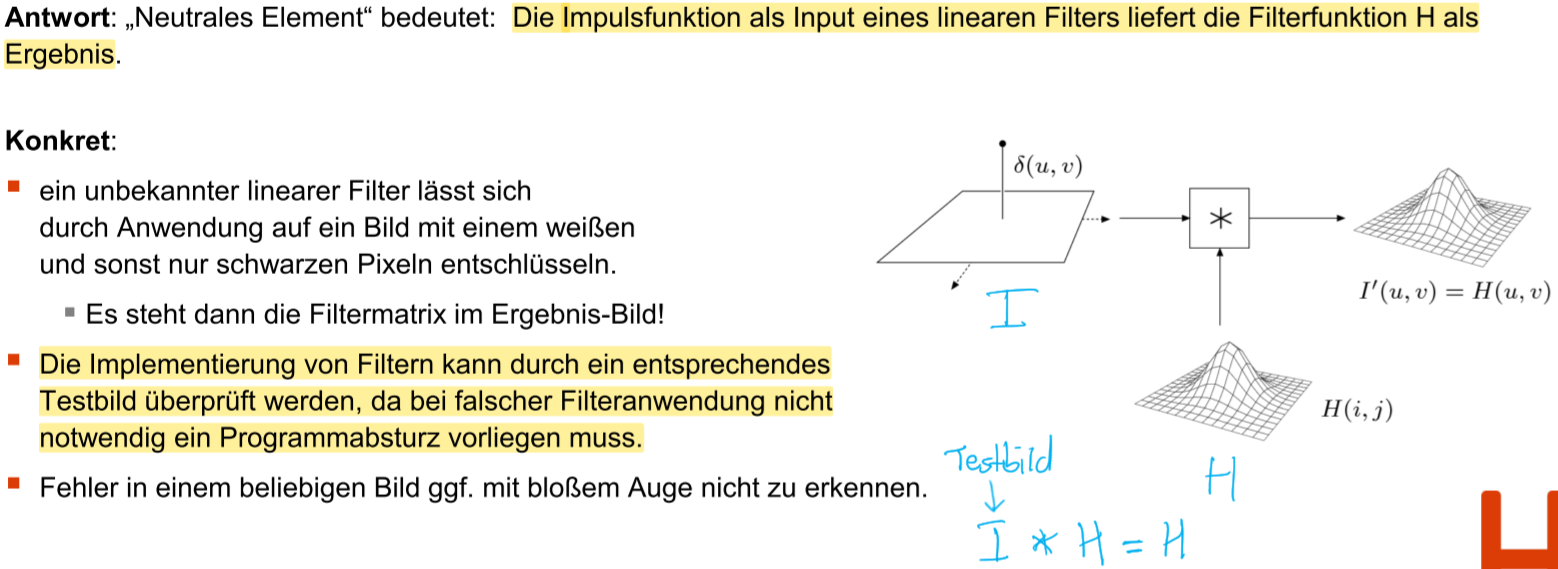 Antwort: „Neutrales Element“ bedeutet: Die Impulsfunktion als Input eines linearen Filters liefert die Filterfunktion H als
Ergebnis.
Konkret:
ein unbekannter linearer Filter lässt sich
durch Anwendung auf ein Bild mit einem weißen
und sonst nur schwarzen Pixeln entschlüsseln.
Es steht dann die Filtermatrix im Ergebnis-Bild!
Die Implementierung von Filtern kann durch ein entsprechendes
Testbild überprüft werden, da bei falscher Filteranwendung nicht
notwendig ein Programmabsturz vorliegen muss.
Fehler in einem beliebigen Bild ggf. mit bloßem Auge nicht zu erkennen.
δ(u, v)
I
*
I′(u, v) = H(u, v)
H(i, j)
H
Testbild
↓
I * H = H